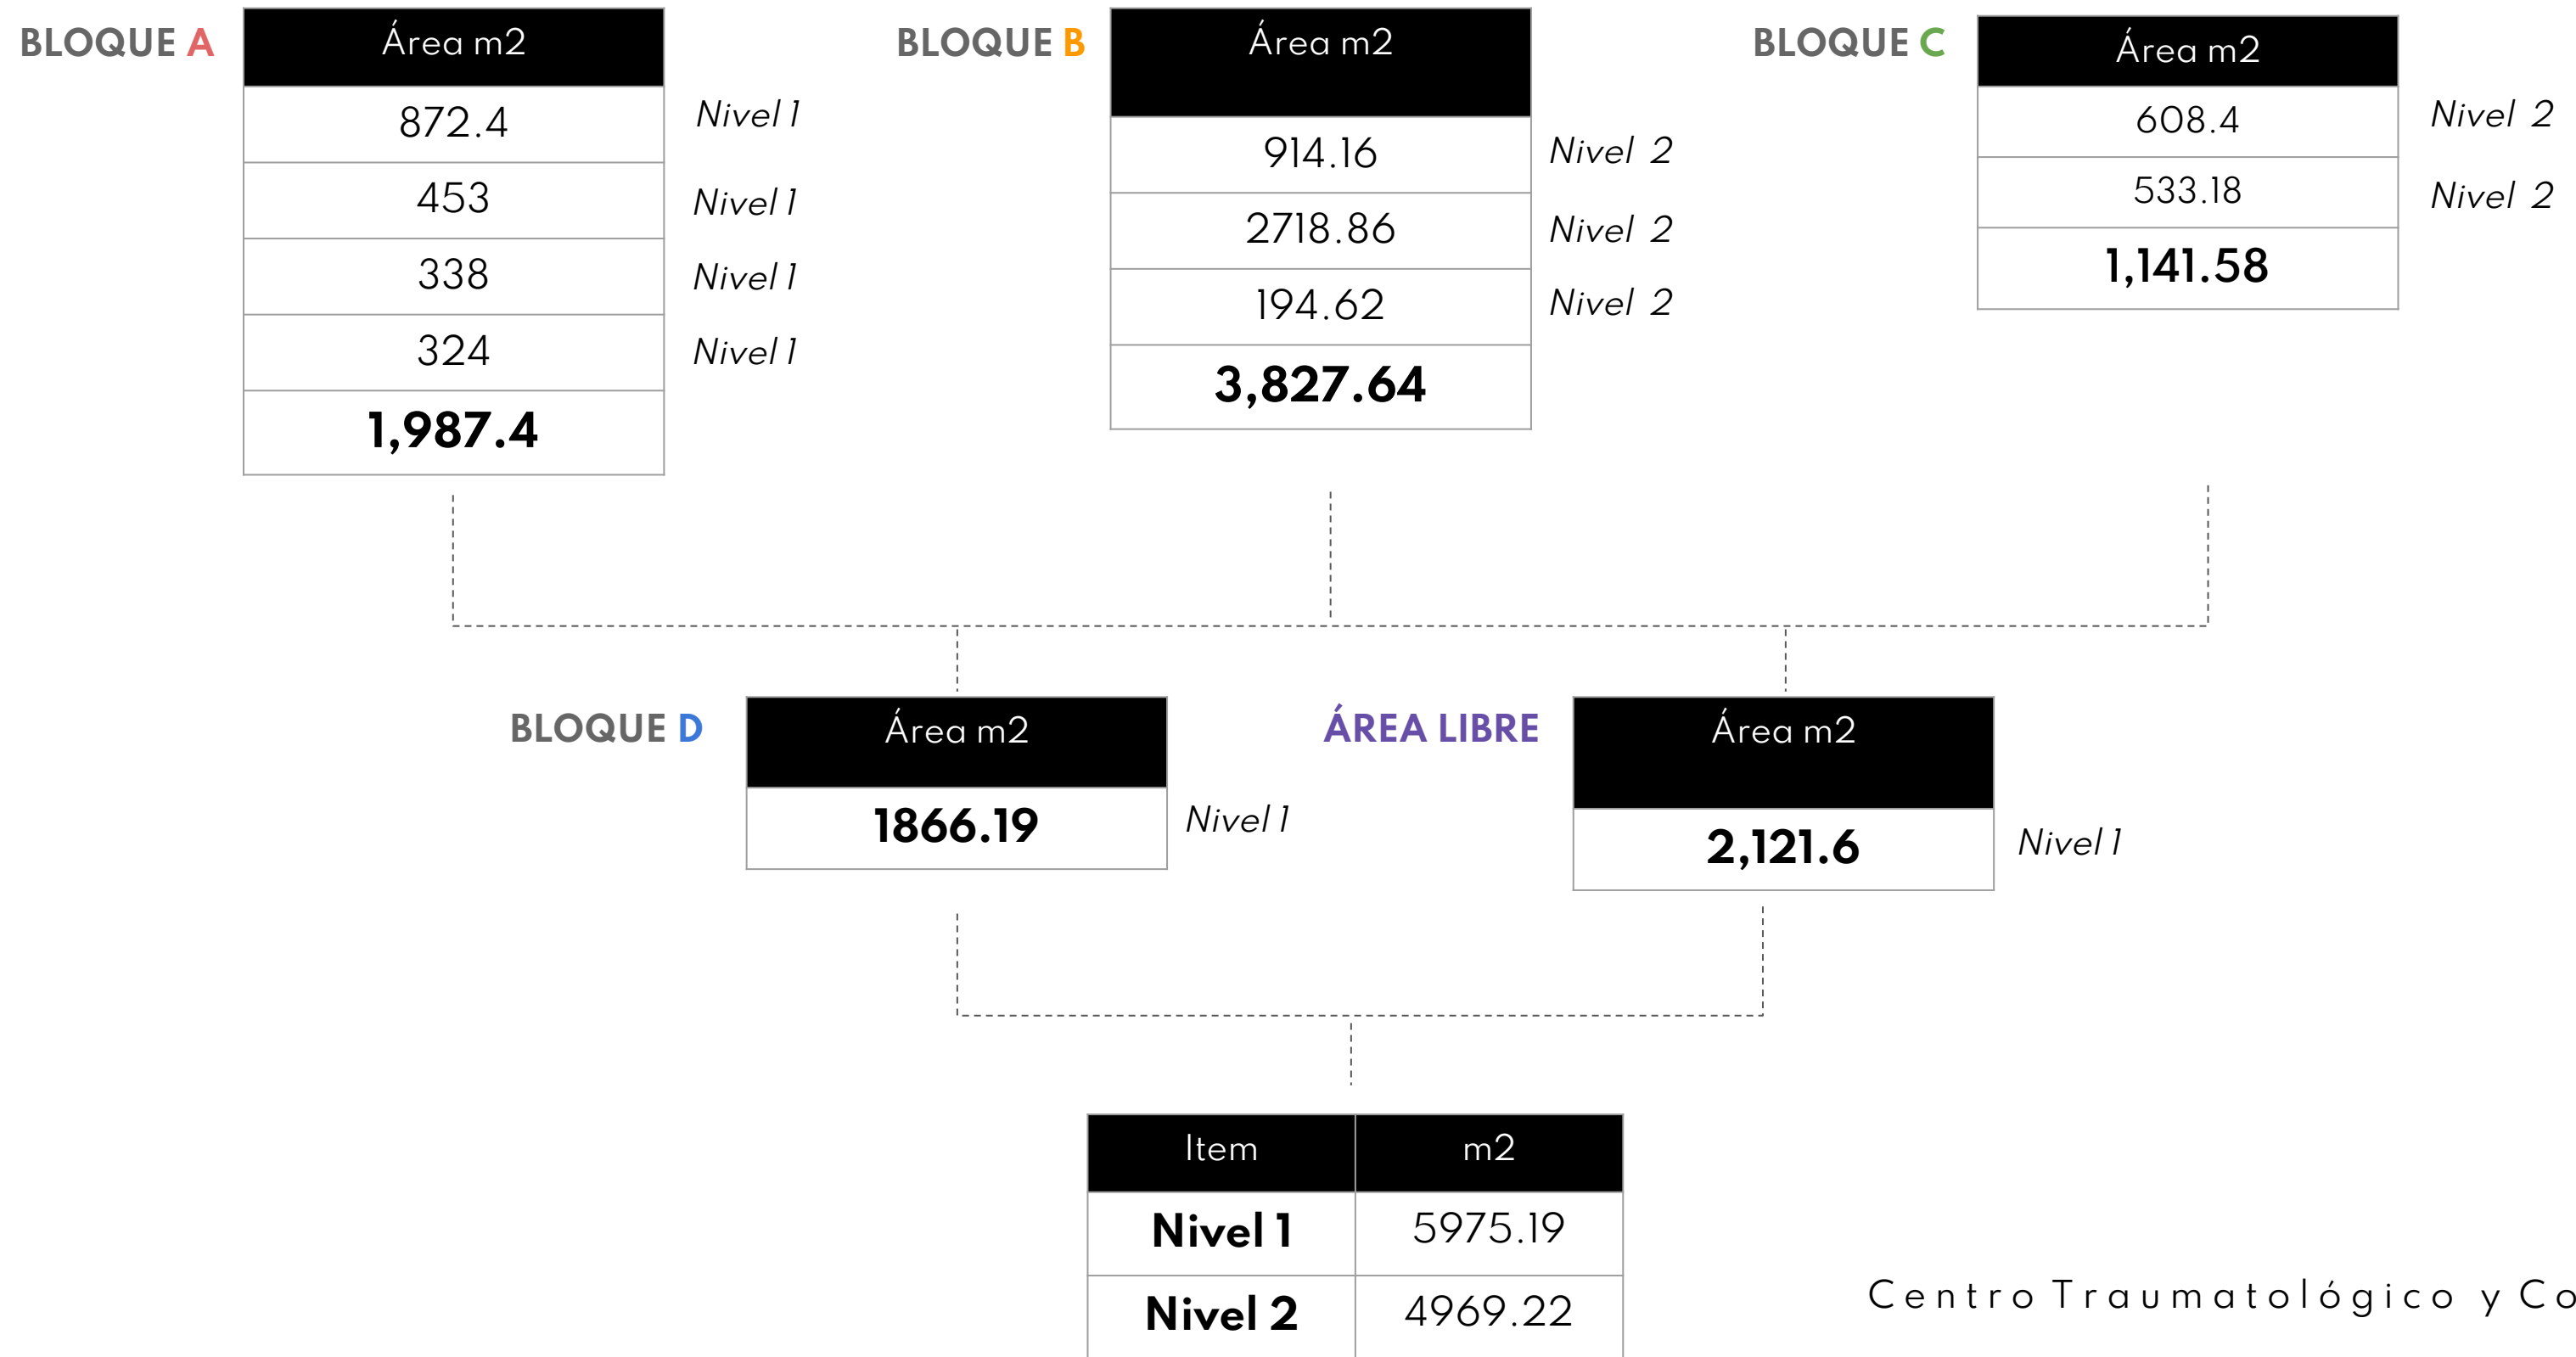 BLOQUE A
Área m2
872.4 Nivel 1
453 Nivel 1
338 Nivel 1
324 Nivel 1
1,987.4
BLOQUE B
Área m2
914.16 Nivel 2
2718.86 Nivel 2
194.62 Nivel 2
3,827.64
BLOQUE C
Área m2
608.4 Nivel 2
533.18 Nivel 2
1,141.58
BLOQUE D
Área m2
1866.19 Nivel 1
ÁREA LIBRE
Área m2
2,121.6 Nivel 1
Item m2
Nivel 1 5975.19
Nivel 2 4969.22
Centro Traumatológico y Co